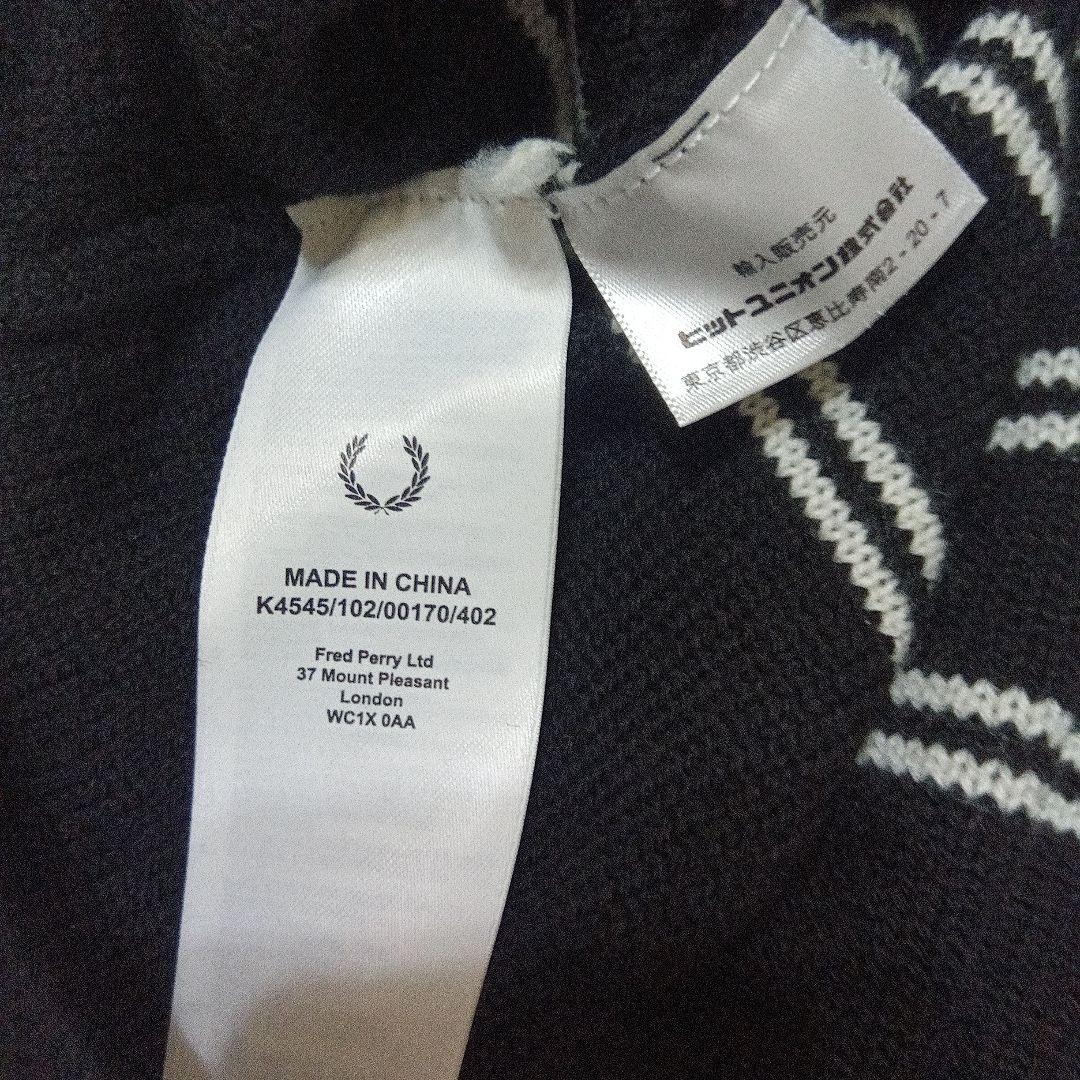 輸入販売元
ヒットユニオン株式会社
東京都渋谷区恵比寿南2-20-7
MADE IN CHINA
K4545/102/00170/402
Fred Perry Ltd
37 Mount Pleasant
London
WC1X 0AA